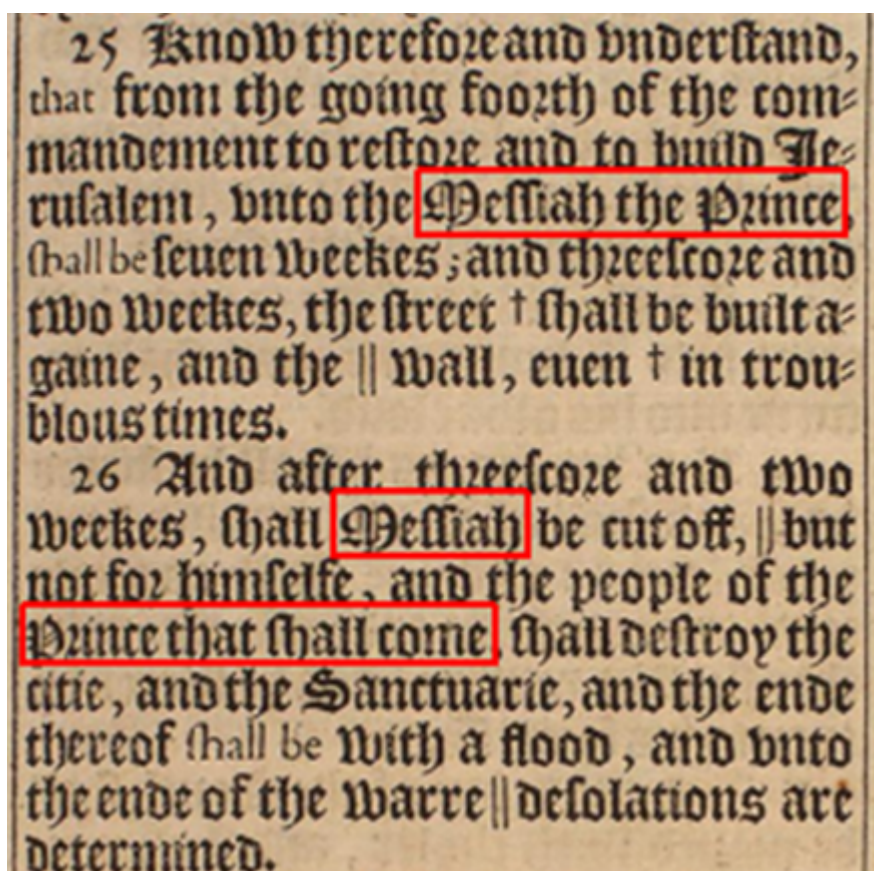 25 Know therefore and vnderſtand,
that from the going foorth of the com⸗
mandement to reſtore and to build Je⸗
ruſalem, vnto the Meſſiah the Prince,
ſhall be ſeuen weekes; and threeſcore and
two weekes, the ſtreet † ſhall be built a⸗
gaine, and the || wall, euen † in trou⸗
blous times.
26 And after threeſcore and two
weekes, ſhall Meſſiah be cut off, || but
not for himſelfe, and the people of the
Prince that ſhall come, ſhall deſtroy the
citie, and the Sanctuarie, and the ende
thereof ſhall be with a flood, and vnto
the ende of the warre || deſolations are
determined.